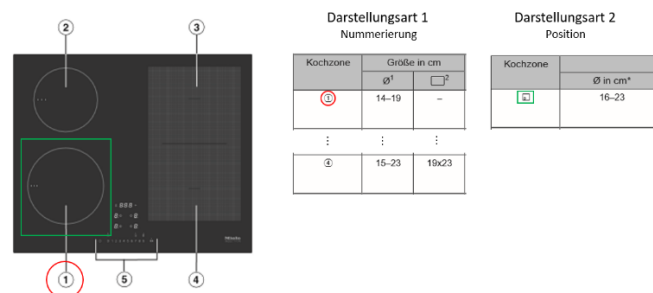 Darstellungsart 1
Nummerierung
Darstellungsart 2
Position
② ③
Kochzone Größe in cm
Ø¹ ▭²
① 14–19 –
⋮ ⋮ ⋮
④ 15–23 19x23
Kochzone
Ø in cm*
16–23
Miele
① ⑤ ④